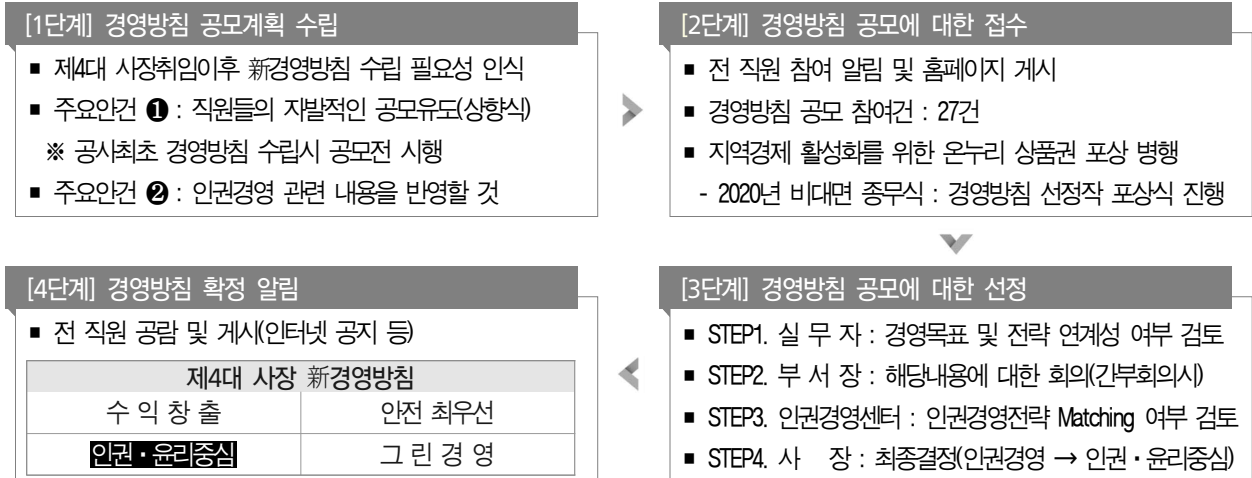 [1단계] 경영방침 공모계획 수립
▪ 제4대 사장취임이후 新경영방침 수립 필요성 인식
▪ 주요안건 ❶ : 직원들의 자발적인 공모유도(상향식)
※ 공사최초 경영방침 수립시 공모전 시행
▪ 주요안건 ❷ : 인권경영 관련 내용을 반영할 것
[2단계] 경영방침 공모에 대한 접수
▪ 전 직원 참여 알림 및 홈페이지 게시
▪ 경영방침 공모 참여건 : 27건
▪ 지역경제 활성화를 위한 온누리 상품권 포상 병행
- 2020년 비대면 종무식 : 경영방침 선정작 포상식 진행
[3단계] 경영방침 공모에 대한 선정
▪ STEP1. 실 무 자 : 경영목표 및 전략 연계성 여부 검토
▪ STEP2. 부 서 장 : 해당내용에 대한 회의(간부회의시)
▪ STEP3. 인권경영센터 : 인권경영전략 Matching 여부 검토
▪ STEP4. 사 장 : 최종결정(인권경영 → 인권·윤리중심)
[4단계] 경영방침 확정 알림
▪ 전 직원 공람 및 게시(인터넷 공지 등)
제4대 사장 新경영방침
수 익 창 출 안전 최우선
인권·윤리중심 그 린 경 영